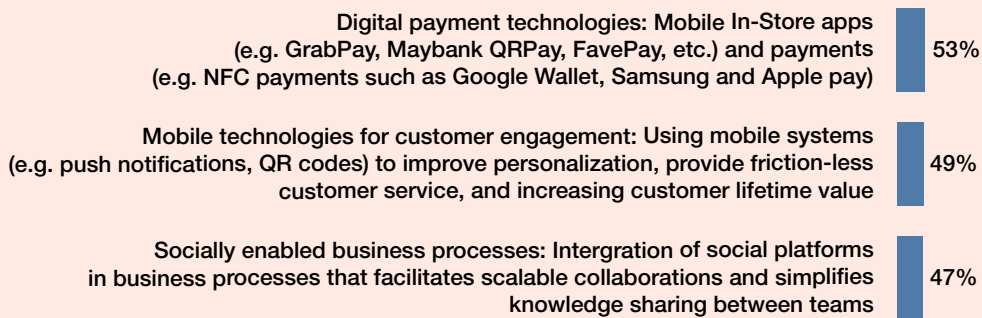 Digital payment technologies: Mobile In-Store apps
(e.g. GrabPay, Maybank QRPay, FavePay, etc.) and payments
(e.g. NFC payments such as Google Wallet, Samsung and Apple pay)
53%
Mobile technologies for customer engagement: Using mobile systems
(e.g. push notifications, QR codes) to improve personalization, provide friction-less
customer service, and increasing customer lifetime value
49%
Socially enabled business processes: Intergration of social platforms
in business processes that facilitates scalable collaborations and simplifies
knowledge sharing between teams
47%